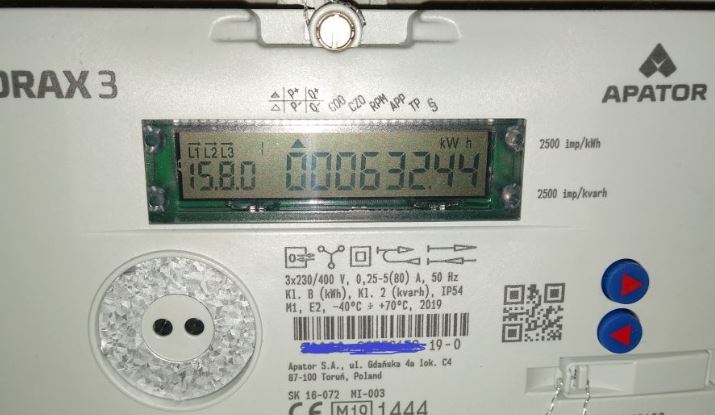 ORAX 3
APATOR
P+ Q+
P- Q- COD CZO RPM APP TP S
kW h
L1 L2 L3
15.8.0 00063244
2500 imp/kWh
2500 imp/kvarh
3x230/400 V, 0,25-5(80) A, 50 Hz
Kl. B (kWh), Kl. 2 (kvarh), IP54
M1, E2, -40°C ÷ +70°C, 2019
-19-0
Apator S.A., ul. Gdańska 4a lok. C4
87-100 Toruń, Poland
SK 16-072 MI-003
CE M19 1444